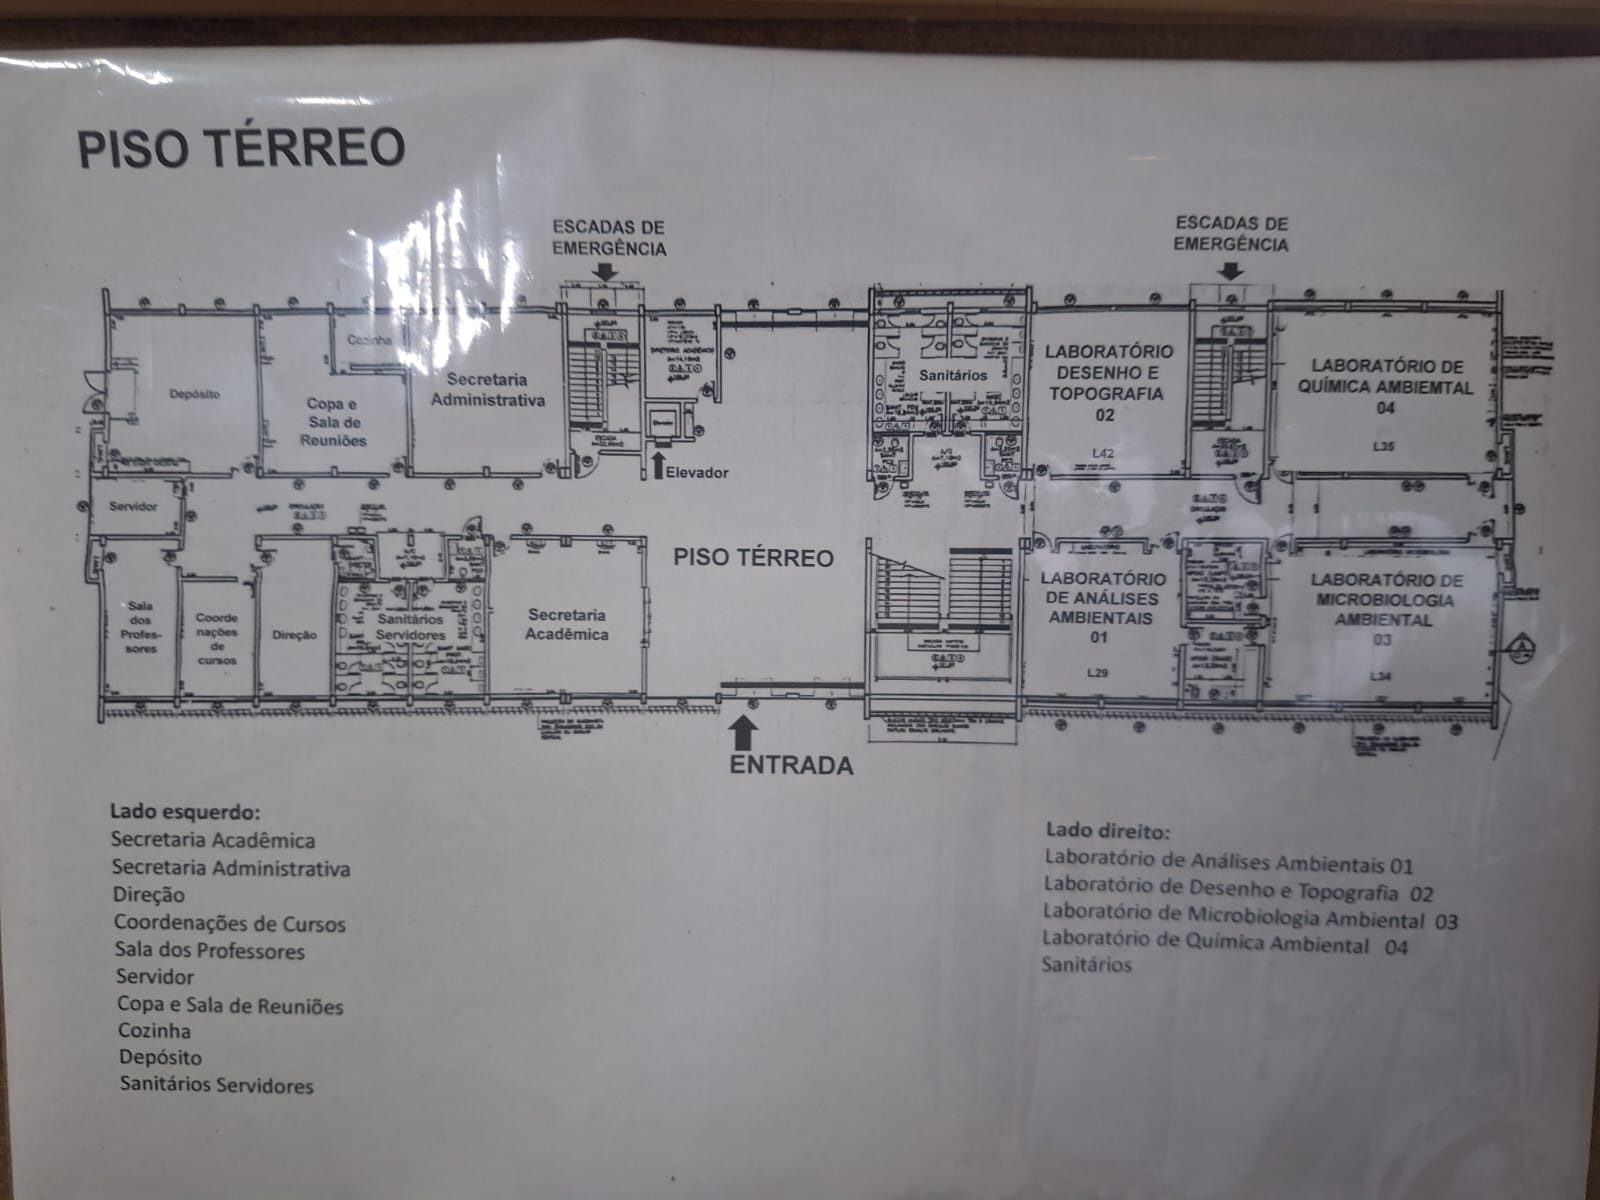 PISO TÉRREO
ESCADAS DE
EMERGÊNCIA
ESCADAS DE
EMERGÊNCIA
Depósito
Cozinha
Copa e
Sala de
Reuniões
Secretaria
Administrativa
Elevador
Sanitários
LABORATÓRIO
DESENHO E
TOPOGRAFIA
02
L42
LABORATÓRIO DE
QUÍMICA AMBIEMTAL
04
L35
Servidor
Sala
dos
Profes-
sores
Coorde
nações
de
cursos
Direção
Sanitários
Servidores
Secretaria
Acadêmica
PISO TÉRREO
LABORATÓRIO
DE ANÁLISES
AMBIENTAIS
01
L29
LABORATÓRIO DE
MICROBIOLOGIA
AMBIENTAL
03
L34
ENTRADA
Lado esquerdo:
Secretaria Acadêmica
Secretaria Administrativa
Direção
Coordenações de Cursos
Sala dos Professores
Servidor
Copa e Sala de Reuniões
Cozinha
Depósito
Sanitários Servidores
Lado direito:
Laboratório de Análises Ambientais 01
Laboratório de Desenho e Topografia 02
Laboratório de Microbiologia Ambiental 03
Laboratório de Química Ambiental 04
Sanitários